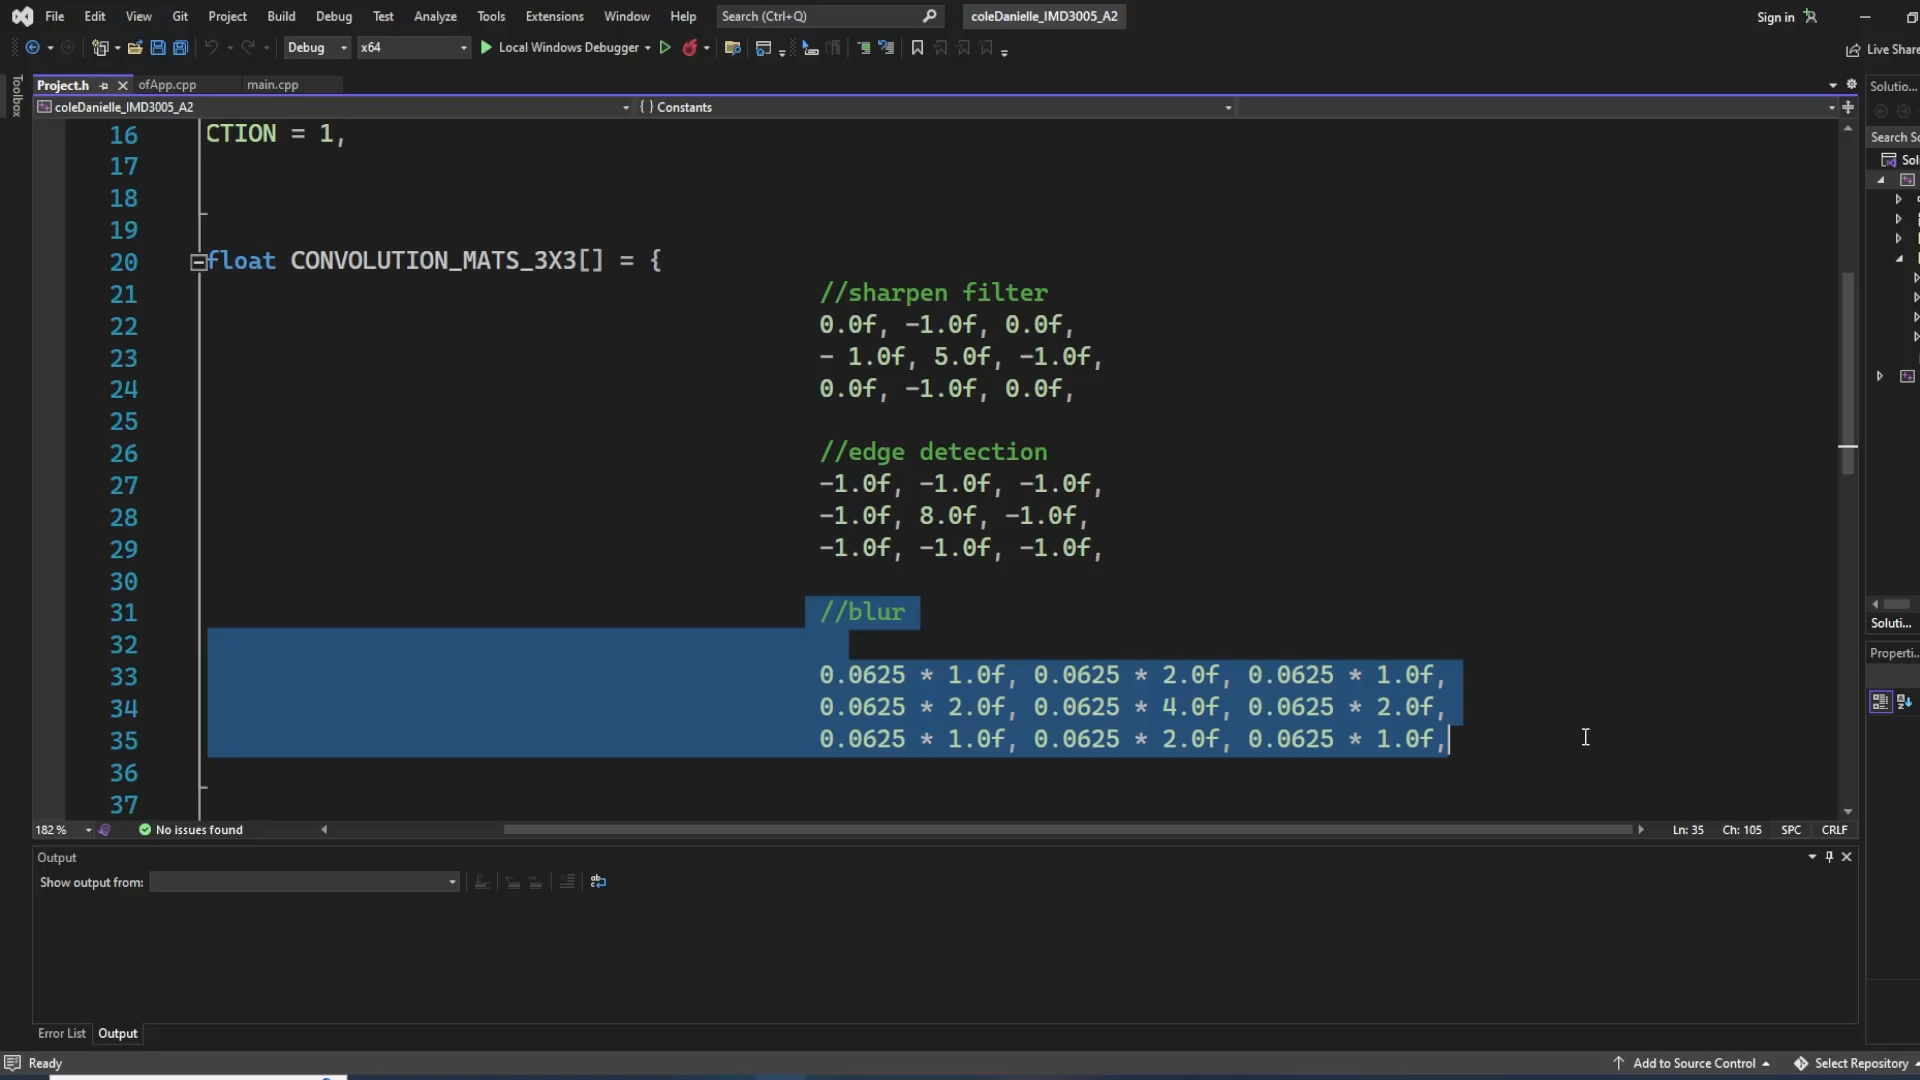 File Edit View Git Project Build Debug Test Analyze Tools Extensions Window Help Search (Ctrl+Q) coleDanielle_IMD3005_A2 Sign in
Debug x64 Local Windows Debugger Live Share
Toolbox
Project.h ofApp.cpp main.cpp
coleDanielle_IMD3005_A2 { } Constants
16 CTION = 1,
17
18
19
20 float CONVOLUTION_MATS_3X3[] = {
21 //sharpen filter
22 0.0f, -1.0f, 0.0f,
23 - 1.0f, 5.0f, -1.0f,
24 0.0f, -1.0f, 0.0f,
25
26 //edge detection
27 -1.0f, -1.0f, -1.0f,
28 -1.0f, 8.0f, -1.0f,
29 -1.0f, -1.0f, -1.0f,
30
31 //blur
32
33 0.0625 * 1.0f, 0.0625 * 2.0f, 0.0625 * 1.0f,
34 0.0625 * 2.0f, 0.0625 * 4.0f, 0.0625 * 2.0f,
35 0.0625 * 1.0f, 0.0625 * 2.0f, 0.0625 * 1.0f,
36
37
182 % No issues found Ln: 35 Ch: 105 SPC CRLF
Output
Show output from:
Error List Output
Ready Add to Source Control Select Repository
Solutio...
Search So
Sol
Soluti...
Properti...